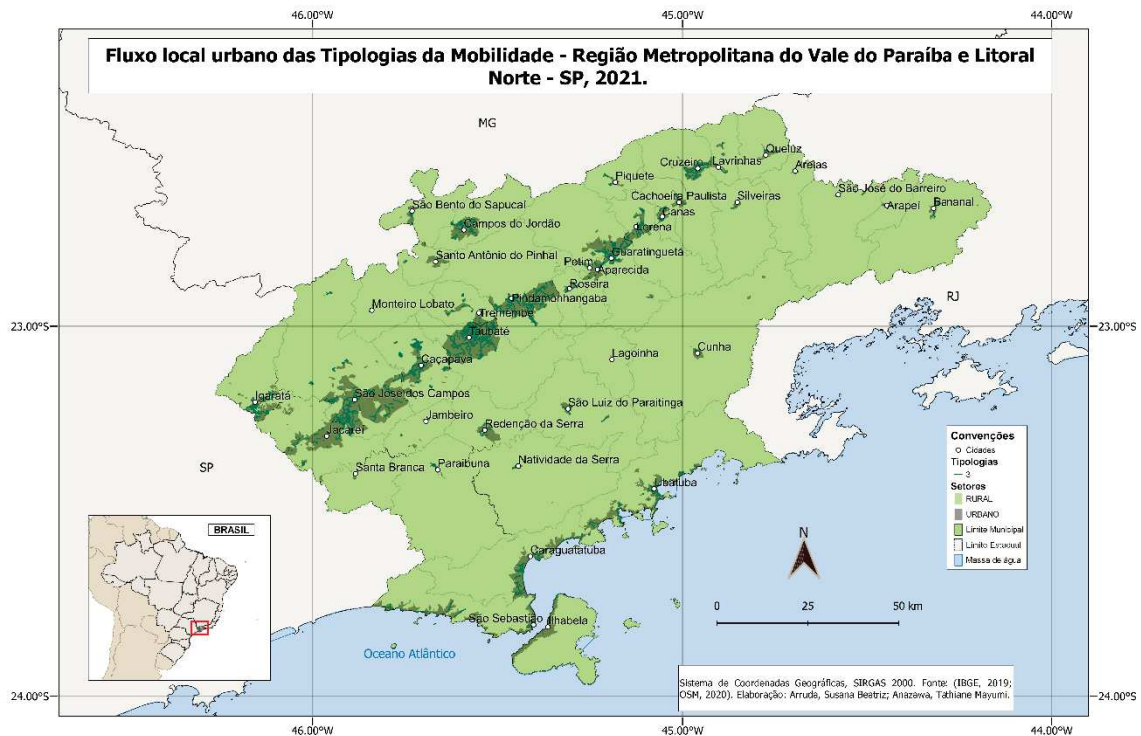 46.00°W
45.00°W
44.00°W
Fluxo local urbano das Tipologias da Mobilidade - Região Metropolitana do Vale do Paraíba e Litoral
Norte - SP, 2021.
MG
Queluz
Cruzeiro
Lavrinhas
Areias
Piquete
São José do Barreiro
Cachoeira Paulista
Silveiras
Arapeí
Bananal
São Bento do Sapucaí
Canas
Campos do Jordão
Lorena
Guaratinguetá
Santo Antônio do Pinhal
Potim
Aparecida
Roseira
RJ
Pindamonhangaba
Monteiro Lobato
Tremembé
23.00°S
23.00°S
Taubaté
Cunha
Lagoinha
Caçapava
Igaratá
São José dos Campos
São Luiz do Paraitinga
Jambeiro
Redenção da Serra
Jacareí
Convenções
Cidades
Tipologias
3
Setores
RURAL
URBANO
Limite Municipal
Limite Estadual
Massa de água
SP
Santa Branca
Paraibuna
Natividade da Serra
Ubatuba
BRASIL
N
Caraguatatuba
0
25
50 km
São Sebastião
Ilhabela
Oceano Atlântico
Sistema de Coordenadas Geográficas, SIRGAS 2000. Fonte: (IBGE, 2019;
OSM, 2020). Elaboração: Arruda, Susana Beatriz; Anazawa, Tathiane Mayumi.
24.00°S
24.00°S
46.00°W
45.00°W
44.00°W